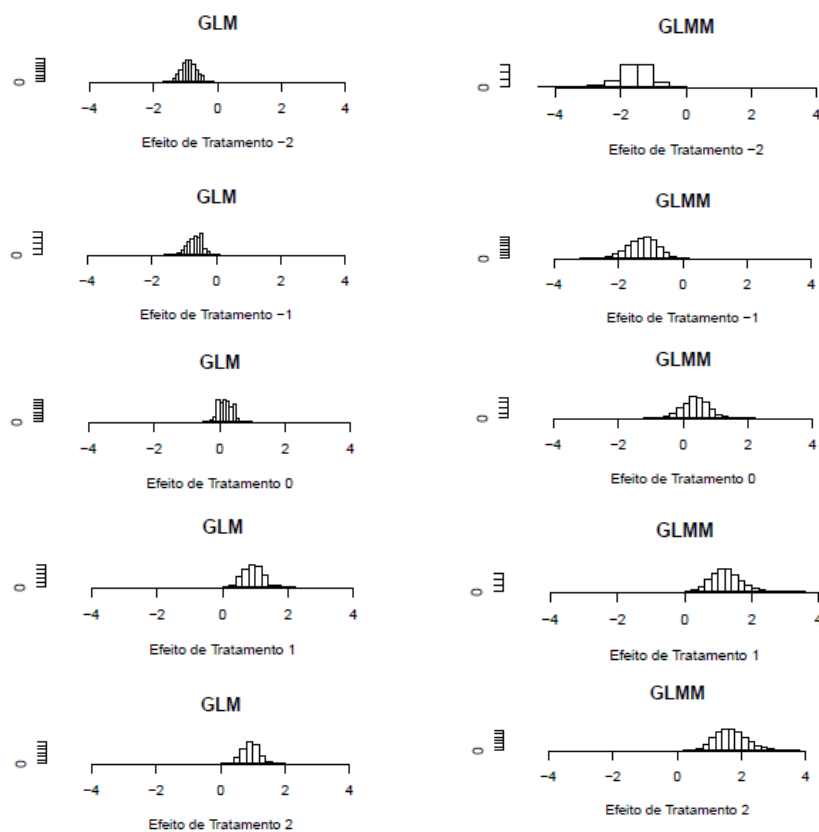 GLM
0
−4 −2 0 2 4
Efeito de Tratamento −2
GLMM
0
−4 −2 0 2 4
Efeito de Tratamento −2
GLM
0
−4 −2 0 2 4
Efeito de Tratamento −1
GLMM
0
−4 −2 0 2 4
Efeito de Tratamento −1
GLM
0
−4 −2 0 2 4
Efeito de Tratamento 0
GLMM
0
−4 −2 0 2 4
Efeito de Tratamento 0
GLM
0
−4 −2 0 2 4
Efeito de Tratamento 1
GLMM
0
−4 −2 0 2 4
Efeito de Tratamento 1
GLM
0
−4 −2 0 2 4
Efeito de Tratamento 2
GLMM
0
−4 −2 0 2 4
Efeito de Tratamento 2